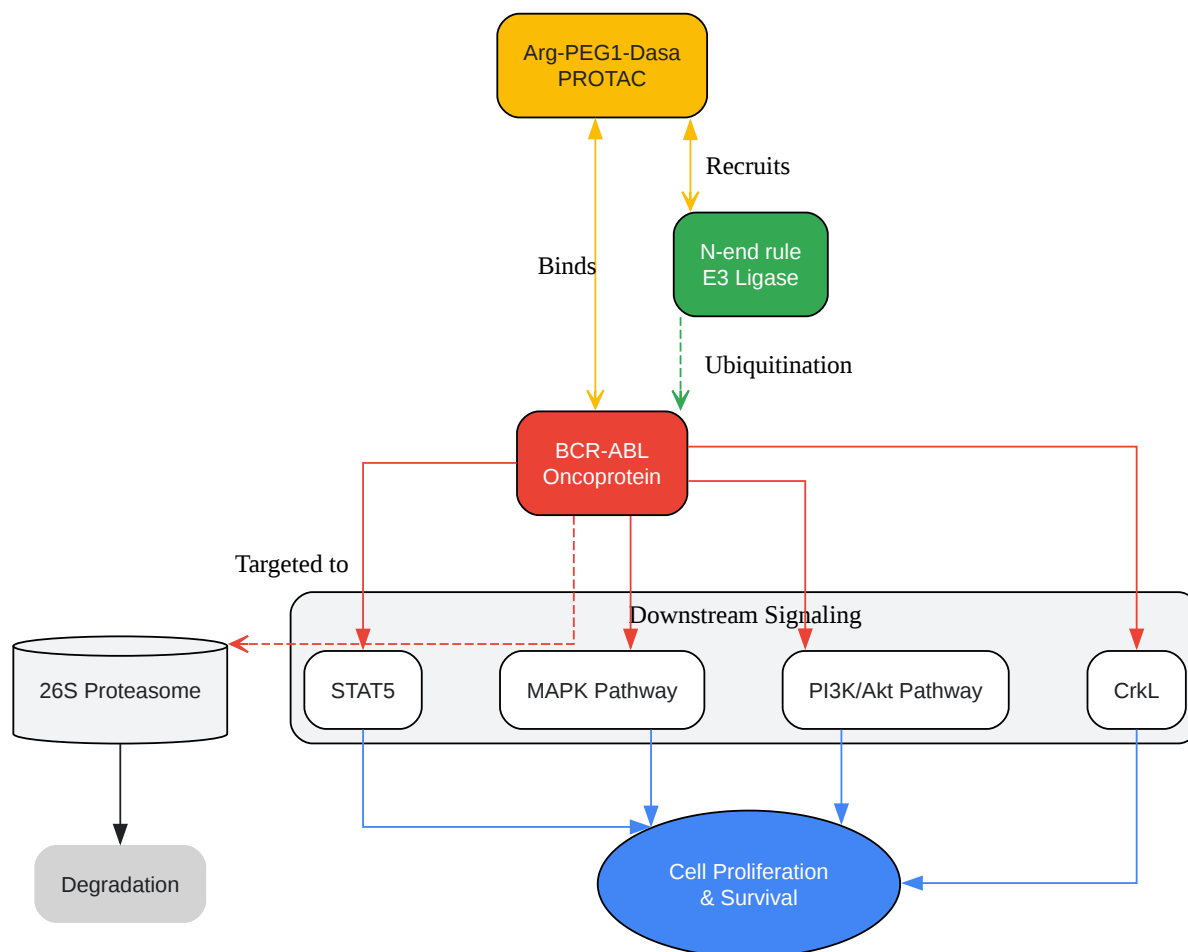 Arg-PEG1-Dasa
PROTAC
Recruits
N-end rule
E3 Ligase
Binds
Ubiquitination
BCR-ABL
Oncoprotein
Targeted to
Downstream Signaling
26S Proteasome
STAT5
MAPK Pathway
PI3K/Akt Pathway
CrkL
Degradation
Cell Proliferation
& Survival